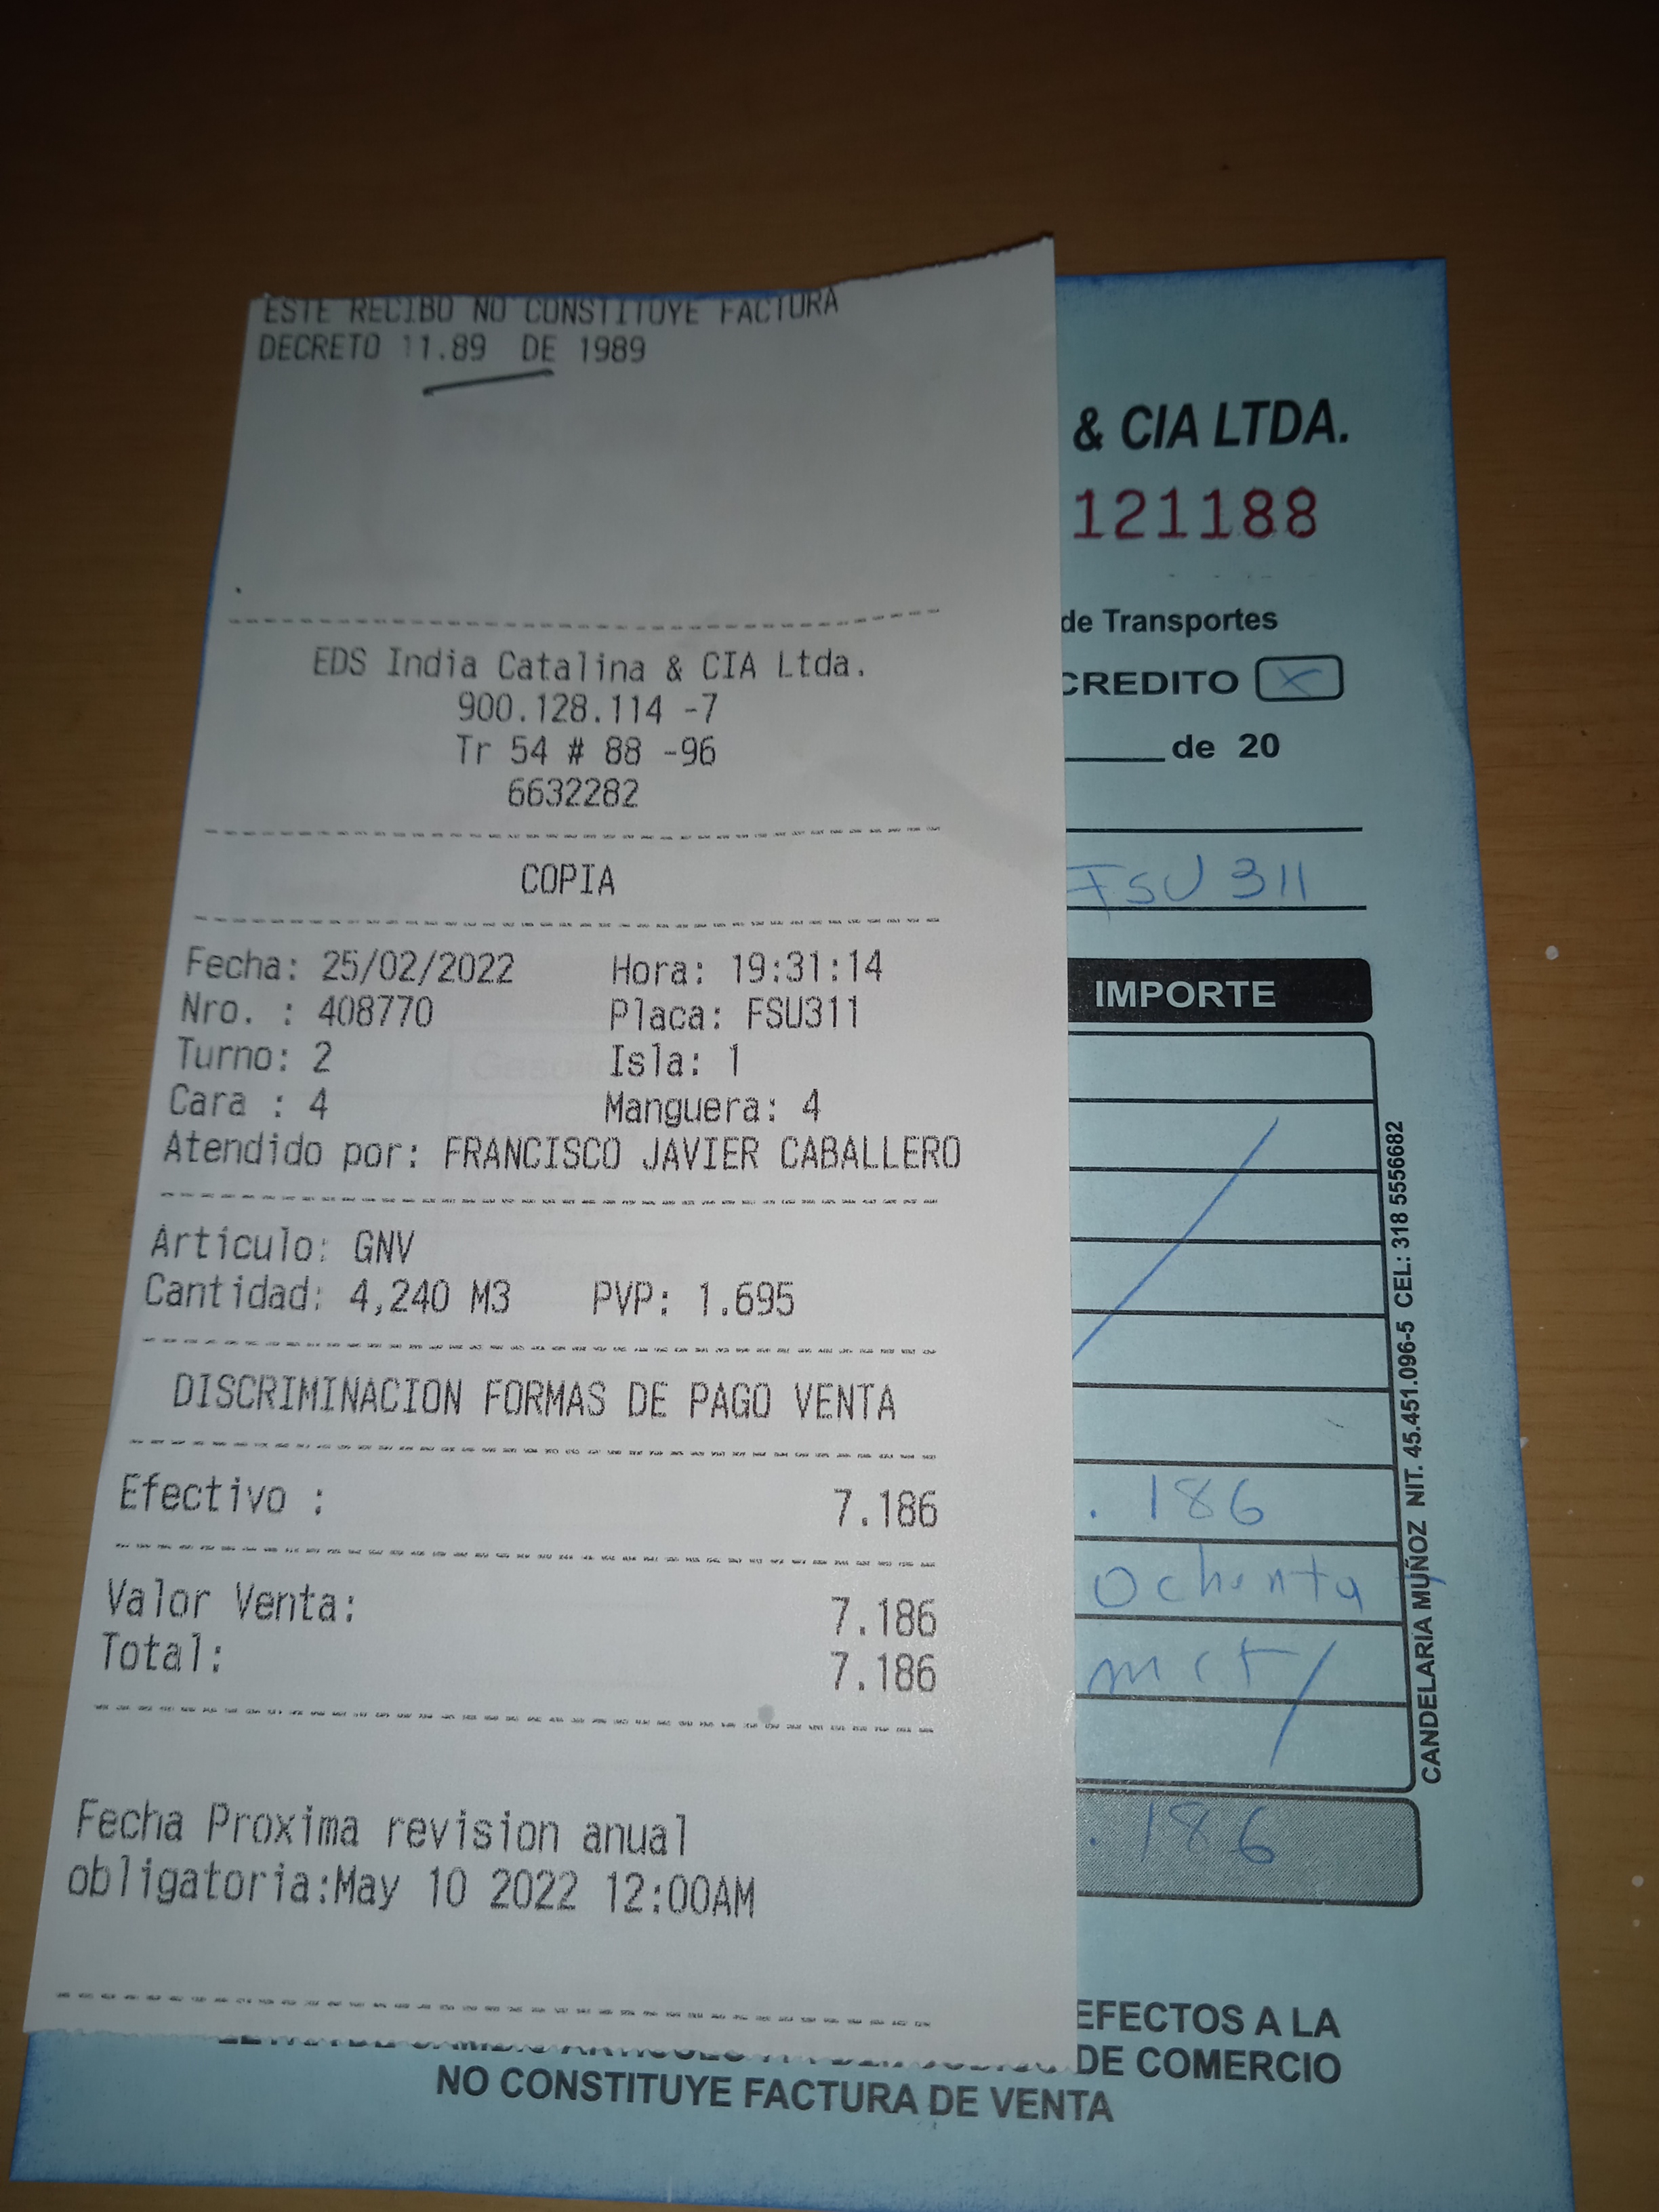 ESTE RECIBO NO CONSTITUYE FACTURA
DECRETO 11.89 DE 1989
EDS India Catalina & CIA Ltda.
900.128.114 -7
Tr 54 # 88 -96
6632282
COPIA
Fecha: 25/02/2022 Hora: 19:31:14
Nro. : 408770 Placa: FSU311
Turno: 2 Isla: 1
Cara : 4 Manguera: 4
Atendido por: FRANCISCO JAVIER CABALLERO
Articulo: GNV
Cantidad: 4,240 M3 PVP: 1.695
DISCRIMINACION FORMAS DE PAGO VENTA
Efectivo : 7.186
Valor Venta: 7.186
Total: 7.186
Fecha Proxima revision anual
obligatoria:May 10 2022 12:00AM
& CIA LTDA.
121188
de Transportes
CREDITO X
de 20
FSU 311
IMPORTE
. 186
Ochenta y
mct/
. 186
CANDELARIA MUÑOZ NIT. 45.451.096-5 CEL: 318 5556682
EFECTOS A LA
DE COMERCIO
NO CONSTITUYE FACTURA DE VENTA